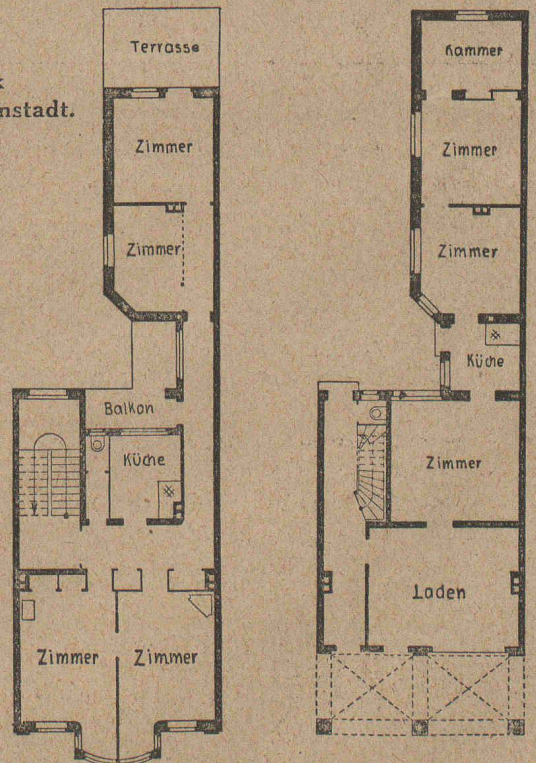 nstadt.
Terrasse
Zimmer
Zimmer
Balkon
Küche
Zimmer
Zimmer
Kammer
Zimmer
Zimmer
Küche
Zimmer
Laden